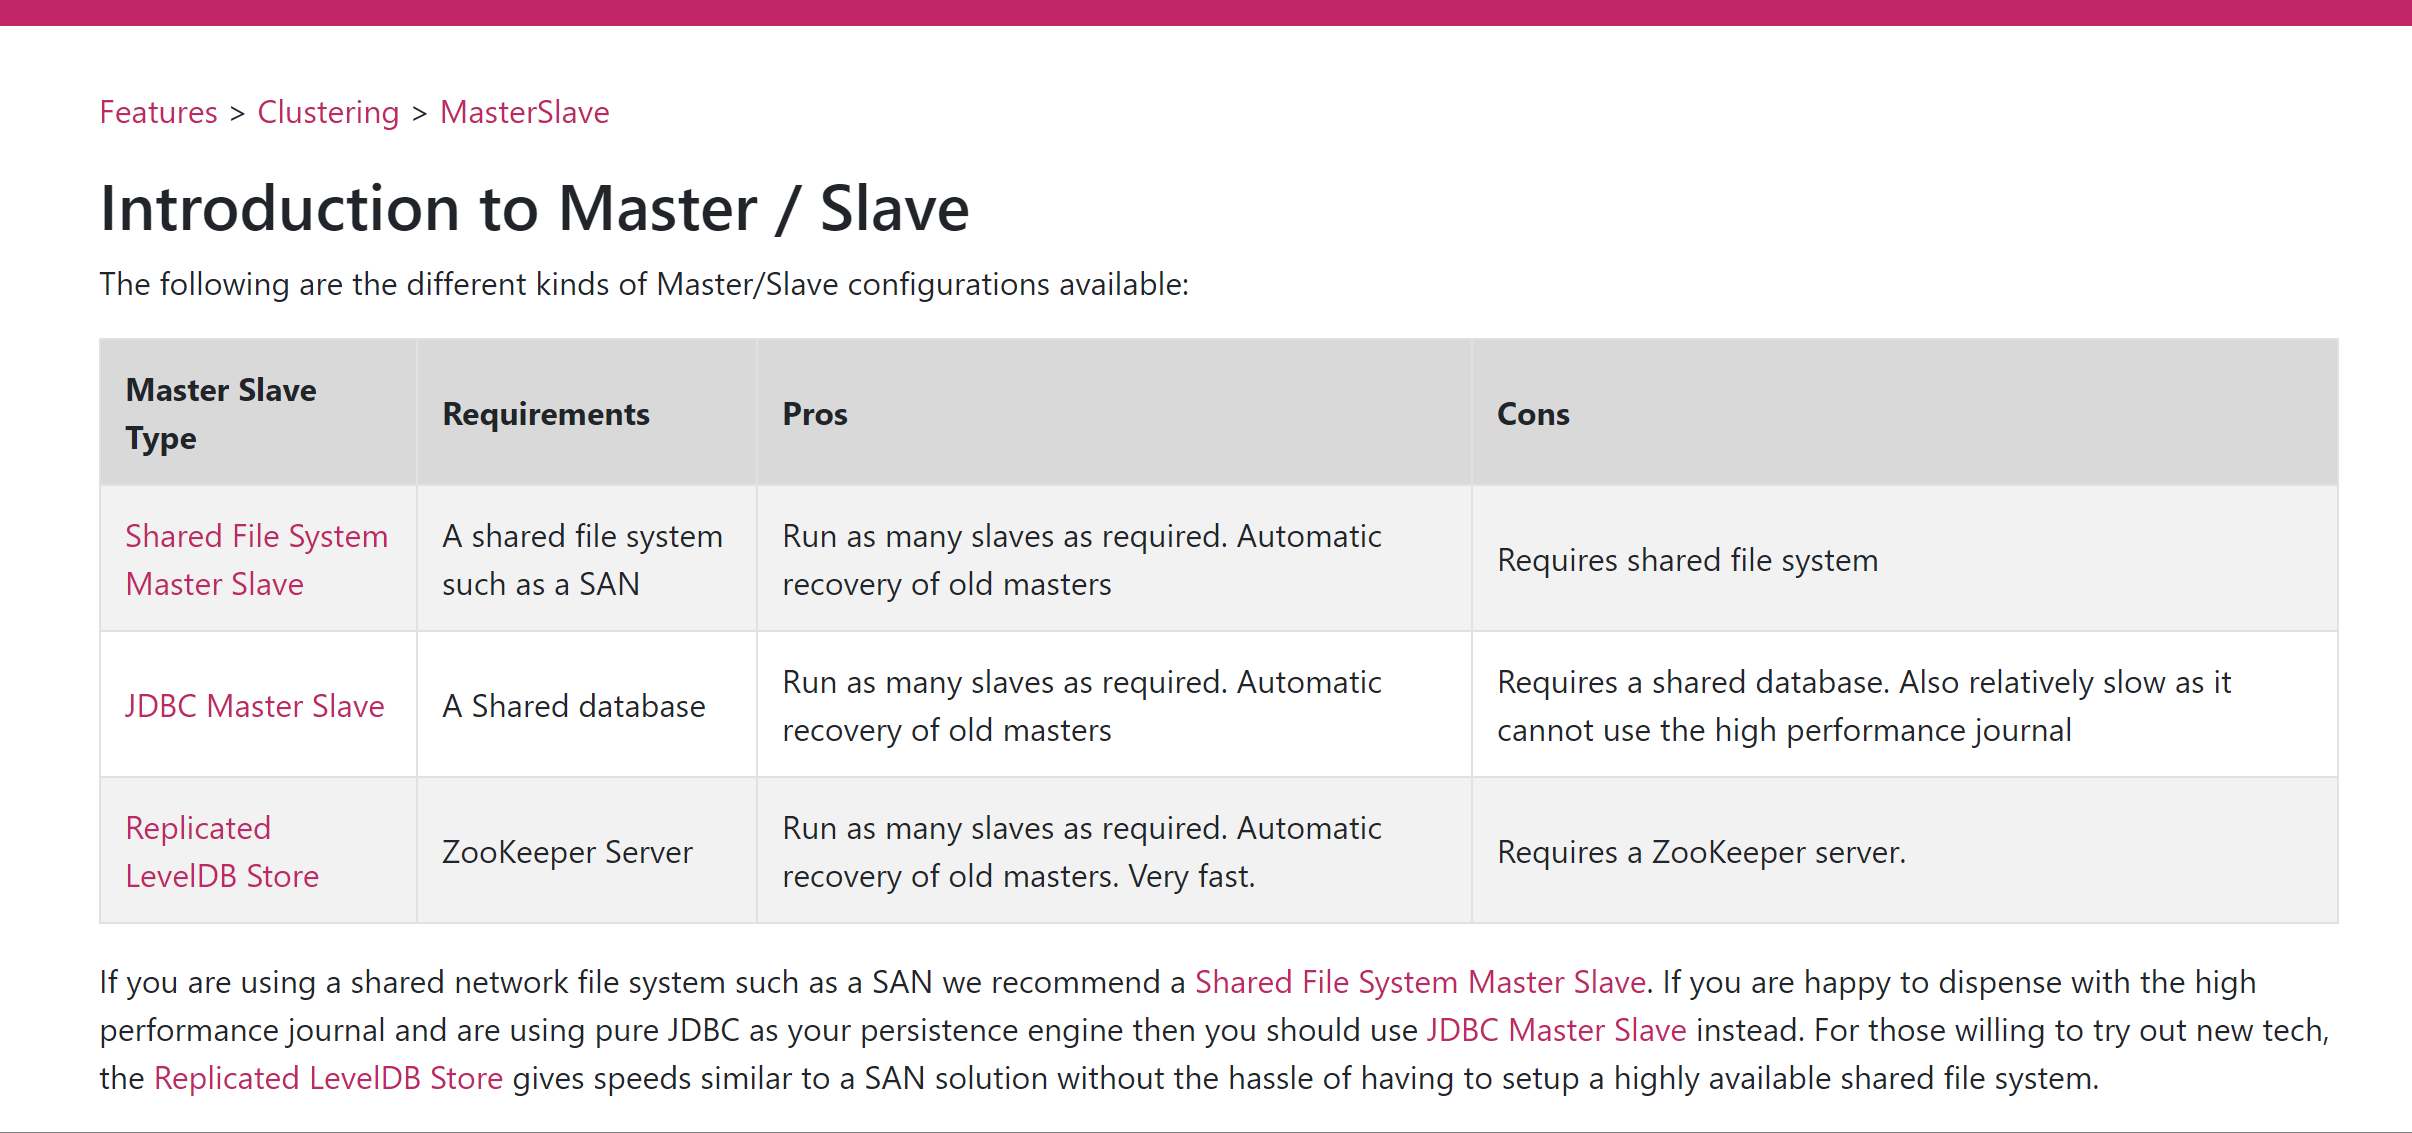 Features > Clustering > MasterSlave
Introduction to Master / Slave
The following are the different kinds of Master/Slave configurations available:
Master Slave
Type
Requirements
Pros
Cons
Shared File System
Master Slave
A shared file system
such as a SAN
Run as many slaves as required. Automatic
recovery of old masters
Requires shared file system
JDBC Master Slave
A Shared database
Run as many slaves as required. Automatic
recovery of old masters
Requires a shared database. Also relatively slow as it
cannot use the high performance journal
Replicated
LevelDB Store
ZooKeeper Server
Run as many slaves as required. Automatic
recovery of old masters. Very fast.
Requires a ZooKeeper server.
If you are using a shared network file system such as a SAN we recommend a Shared File System Master Slave. If you are happy to dispense with the high
performance journal and are using pure JDBC as your persistence engine then you should use JDBC Master Slave instead. For those willing to try out new tech,
the Replicated LevelDB Store gives speeds similar to a SAN solution without the hassle of having to setup a highly available shared file system.